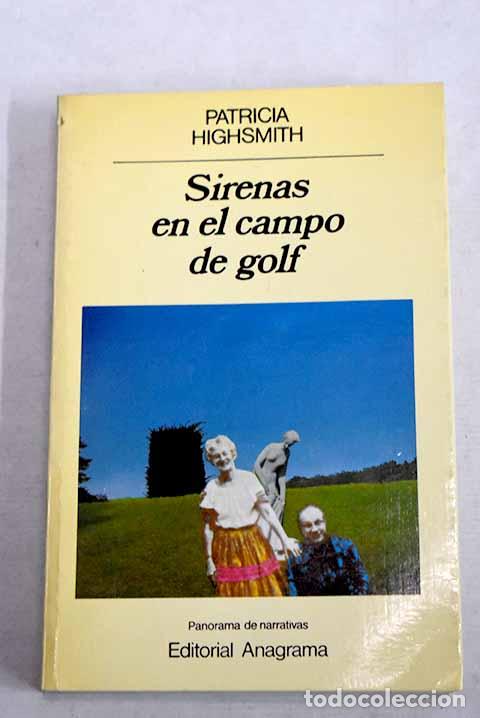 PATRICIA
HIGHSMITH
Sirenas
en el campo
de golf
Panorama de narrativas
Editorial Anagrama
todocoleccion